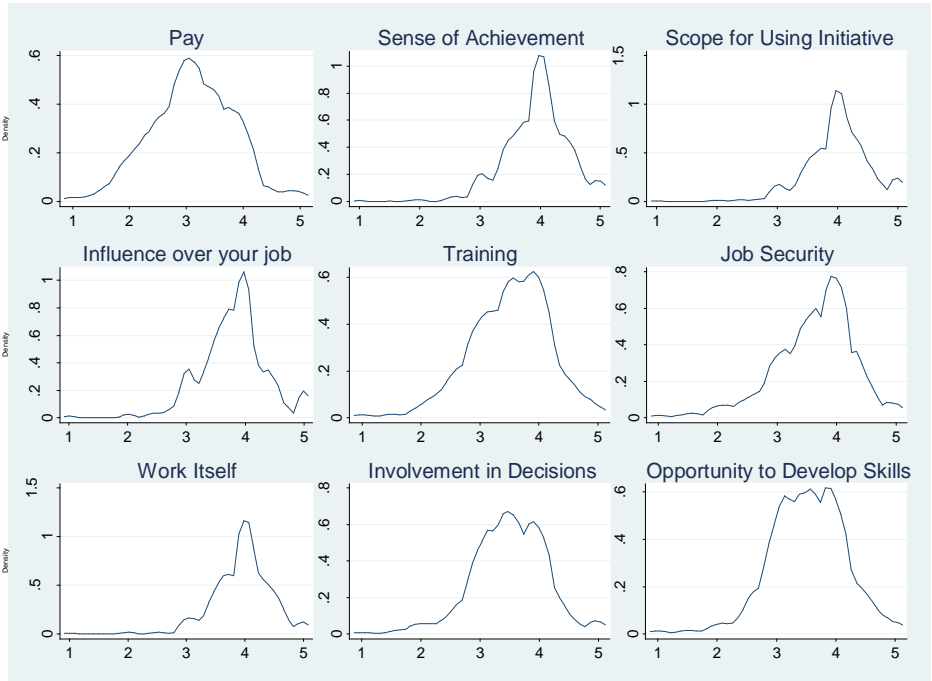 Pay
Sense of Achievement
Scope for Using Initiative
Density
0 .2 .4 .6
1 2 3 4 5
0 .2 .4 .6 .8 1
1 2 3 4 5
0 .5 1 1.5
1 2 3 4 5
Influence over your job
Training
Job Security
Density
0 .2 .4 .6 .8 1
1 2 3 4 5
0 .2 .4 .6
1 2 3 4 5
0 .2 .4 .6 .8
1 2 3 4 5
Work Itself
Involvement in Decisions
Opportunity to Develop Skills
Density
0 .5 1 1.5
1 2 3 4 5
0 .2 .4 .6 .8
1 2 3 4 5
0 .2 .4 .6
1 2 3 4 5